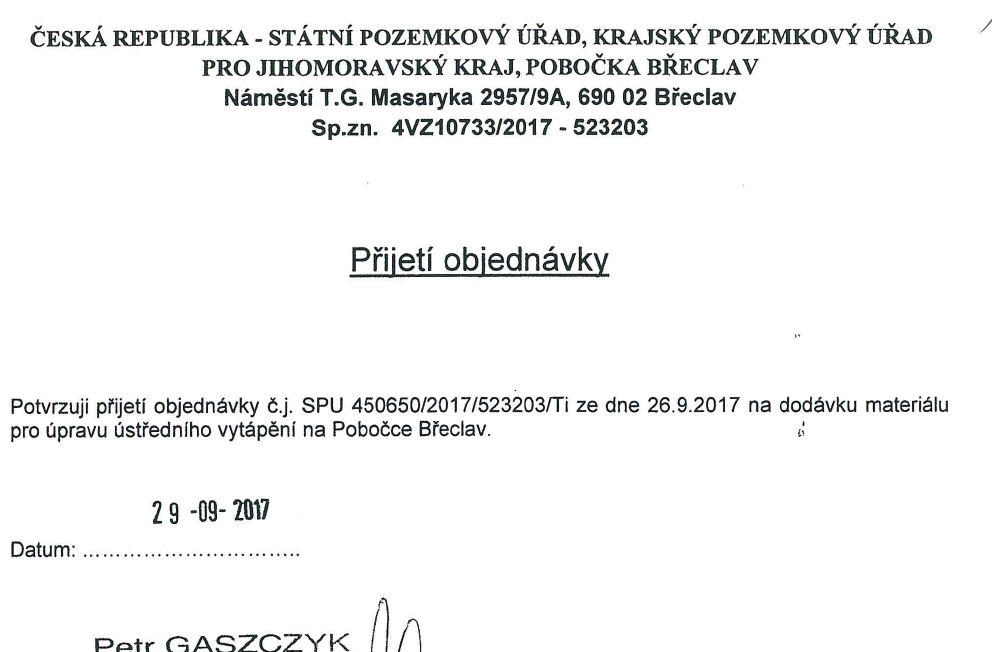 ČESKÁ REPUBLIKA - STÁTNÍ POZEMKOVÝ ÚŘAD, KRAJSKÝ POZEMKOVÝ ÚŘAD
PRO JIHOMORAVSKÝ KRAJ, POBOČKA BŘECLAV
Náměstí T.G. Masaryka 2957/9A, 690 02 Břeclav
Sp.zn. 4VZ10733/2017 - 523203
Přijetí objednávky
Potvrzuji přijetí objednávky č.j. SPU 450650/2017/523203/Ti ze dne 26.9.2017 na dodávku materiálu
pro úpravu ústředního vytápění na Pobočce Břeclav.
29 -09- 2017
Datum: ................................
Petr GASZCZYK